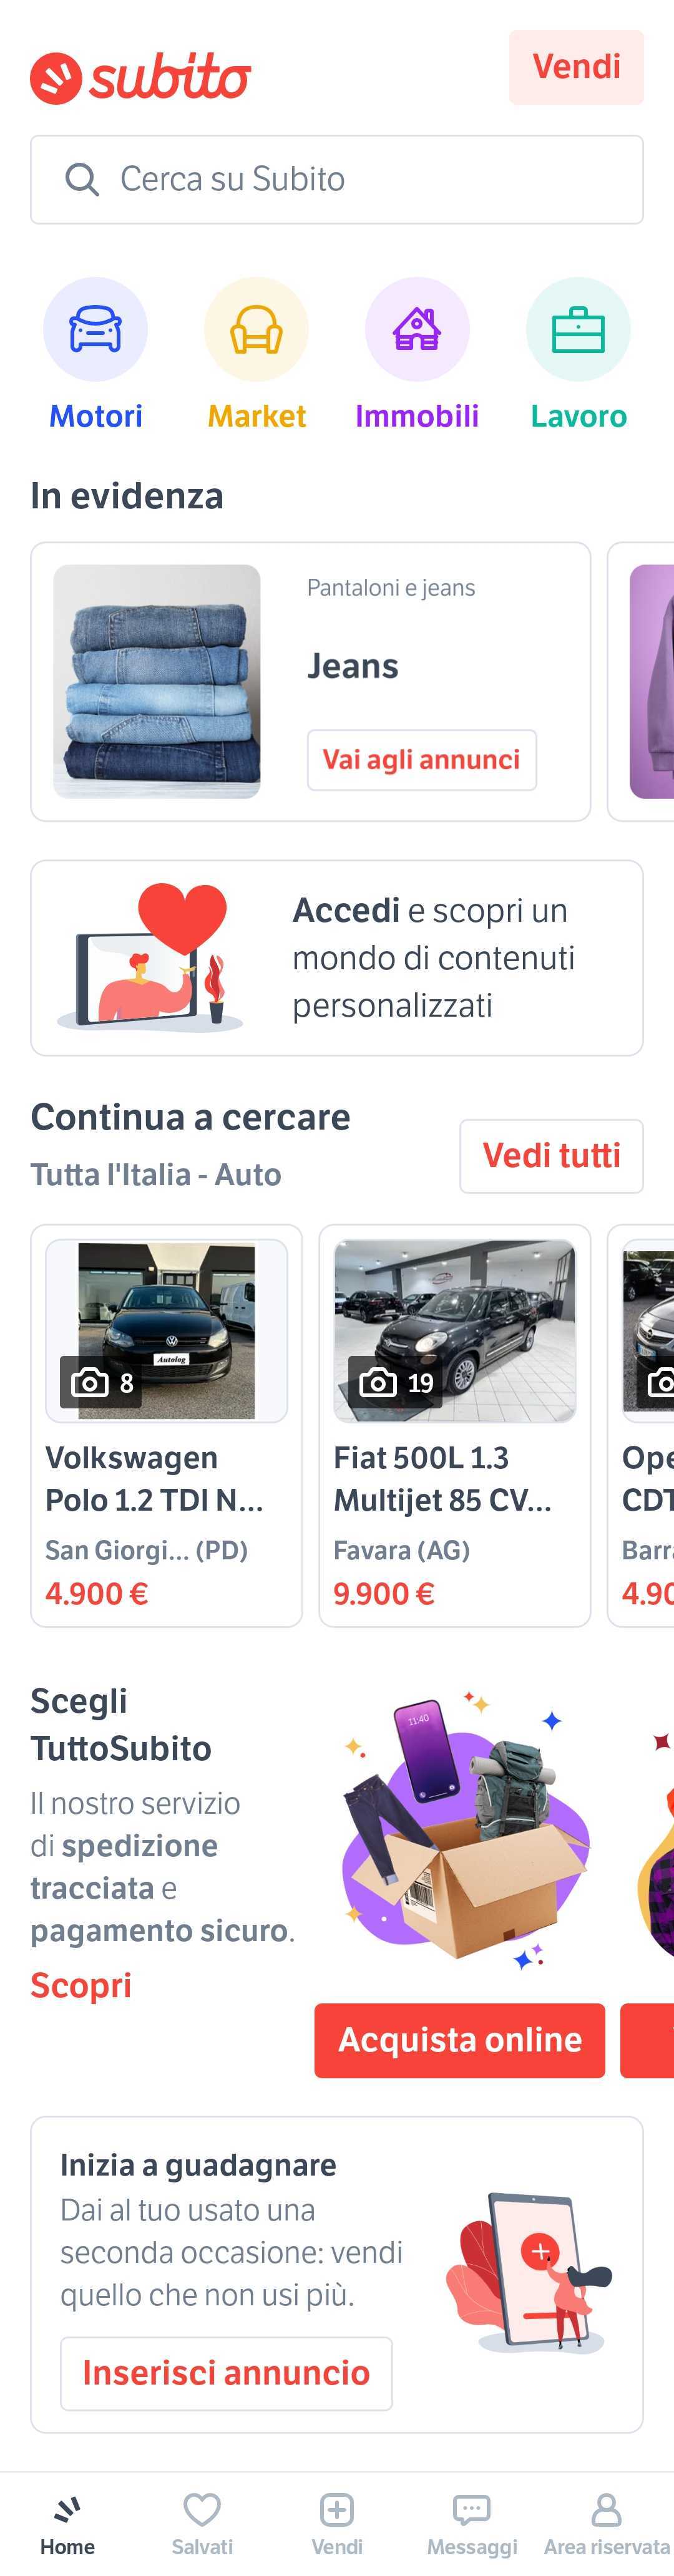 subito
Vendi
Cerca su Subito
Motori
Market
Immobili
Lavoro
In evidenza
Pantaloni e jeans
Jeans
Vai agli annunci
Accedi e scopri un
mondo di contenuti
personalizzati
Continua a cercare
Tutta l'Italia - Auto
Vedi tutti
Autolog
8
19
Volkswagen
Polo 1.2 TDI N...
San Giorgi... (PD)
4.900 €
Fiat 500L 1.3
Multijet 85 CV...
Favara (AG)
9.900 €
Ope
CDT
Barr
4.90
Scegli
TuttoSubito
Il nostro servizio
di spedizione
tracciata e
pagamento sicuro.
Scopri
11:40
Acquista online
Inizia a guadagnare
Dai al tuo usato una
seconda occasione: vendi
quello che non usi più.
Inserisci annuncio
Home
Salvati
Vendi
Messaggi
Area riservata